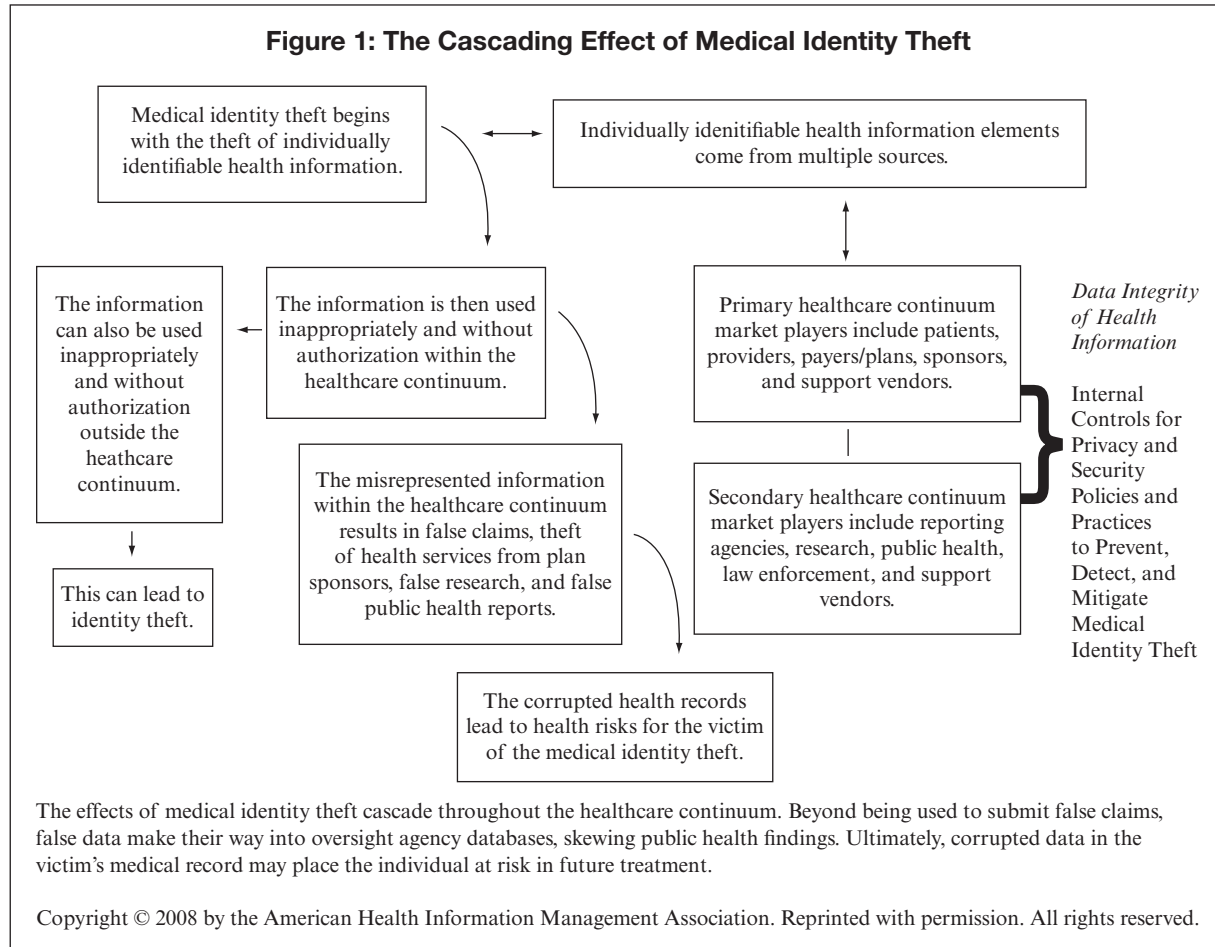 Figure 1: The Cascading Effect of Medical Identity Theft
Medical identity theft begins
with the theft of individually
identifiable health information.
Individually idenitifiable health information elements
come from multiple sources.
The information
can also be used
inappropriately
and without
authorization
outside the
heathcare
continuum.
The information is then used
inappropriately and without
authorization within the
healthcare continuum.
Primary healthcare continuum
market players include patients,
providers, payers/plans, sponsors,
and support vendors.
Data Integrity
of Health
Information
Internal
Controls for
Privacy and
Security
Policies and
Practices
to Prevent,
Detect, and
Mitigate
Medical
Identity Theft
The misrepresented information
within the healthcare continuum
results in false claims, theft
of health services from plan
sponsors, false research, and false
public health reports.
Secondary healthcare continuum
market players include reporting
agencies, research, public health,
law enforcement, and support
vendors.
This can lead to
identity theft.
The corrupted health records
lead to health risks for the victim
of the medical identity theft.
The effects of medical identity theft cascade throughout the healthcare continuum. Beyond being used to submit false claims,
false data make their way into oversight agency databases, skewing public health findings. Ultimately, corrupted data in the
victim's medical record may place the individual at risk in future treatment.
Copyright © 2008 by the American Health Information Management Association. Reprinted with permission. All rights reserved.